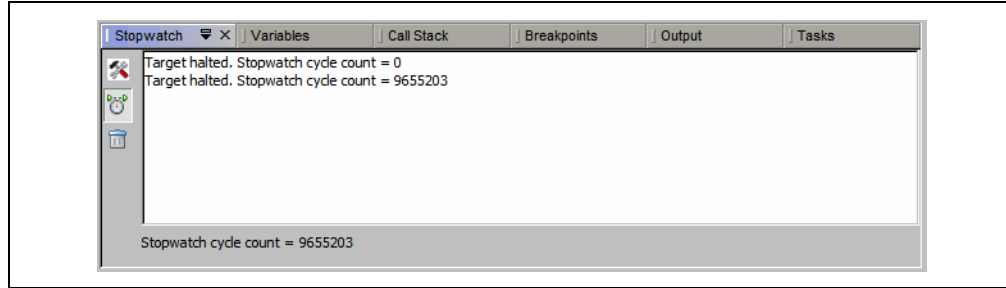 Stopwatch Variables Call Stack Breakpoints Output Tasks
Target halted. Stopwatch cycle count = 0
Target halted. Stopwatch cycle count = 9655203
Stopwatch cycle count = 9655203